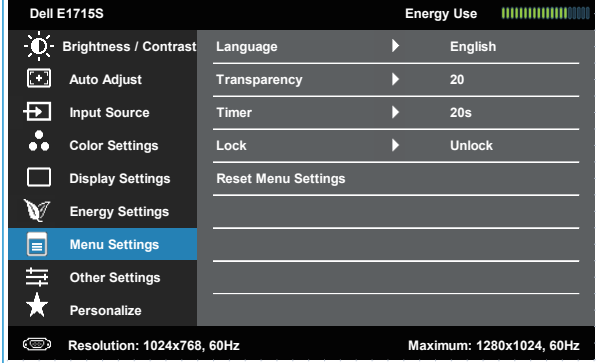 Dell E1715S Energy Use
Brightness / Contrast Language English
Auto Adjust Transparency 20
Input Source Timer 20s
Color Settings Lock Unlock
Display Settings Reset Menu Settings
Energy Settings
Menu Settings
Other Settings
Personalize
Resolution: 1024x768, 60Hz Maximum: 1280x1024, 60Hz